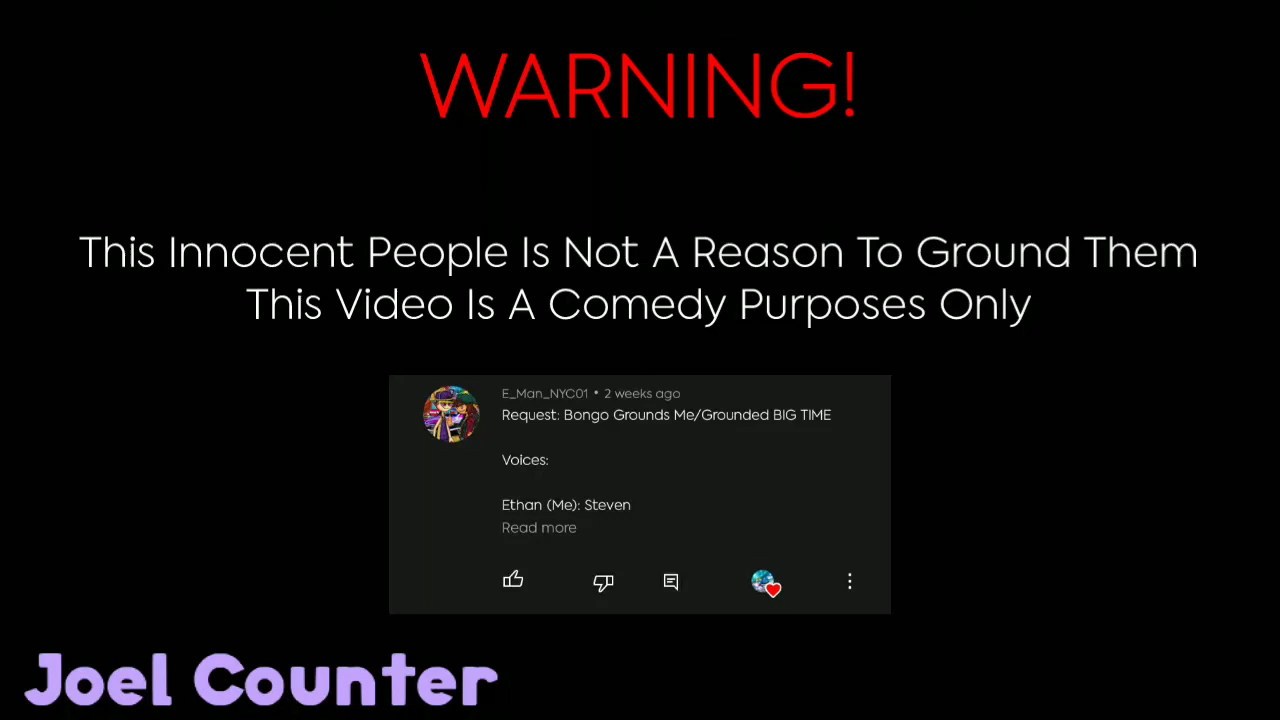 WARNING!
This Innocent People Is Not A Reason To Ground Them
This Video Is A Comedy Purposes Only
E_Man_NYC01 • 2 weeks ago
Request: Bongo Grounds Me/Grounded BIG TIME
Voices:
Ethan (Me): Steven
Read more
Joel Counter